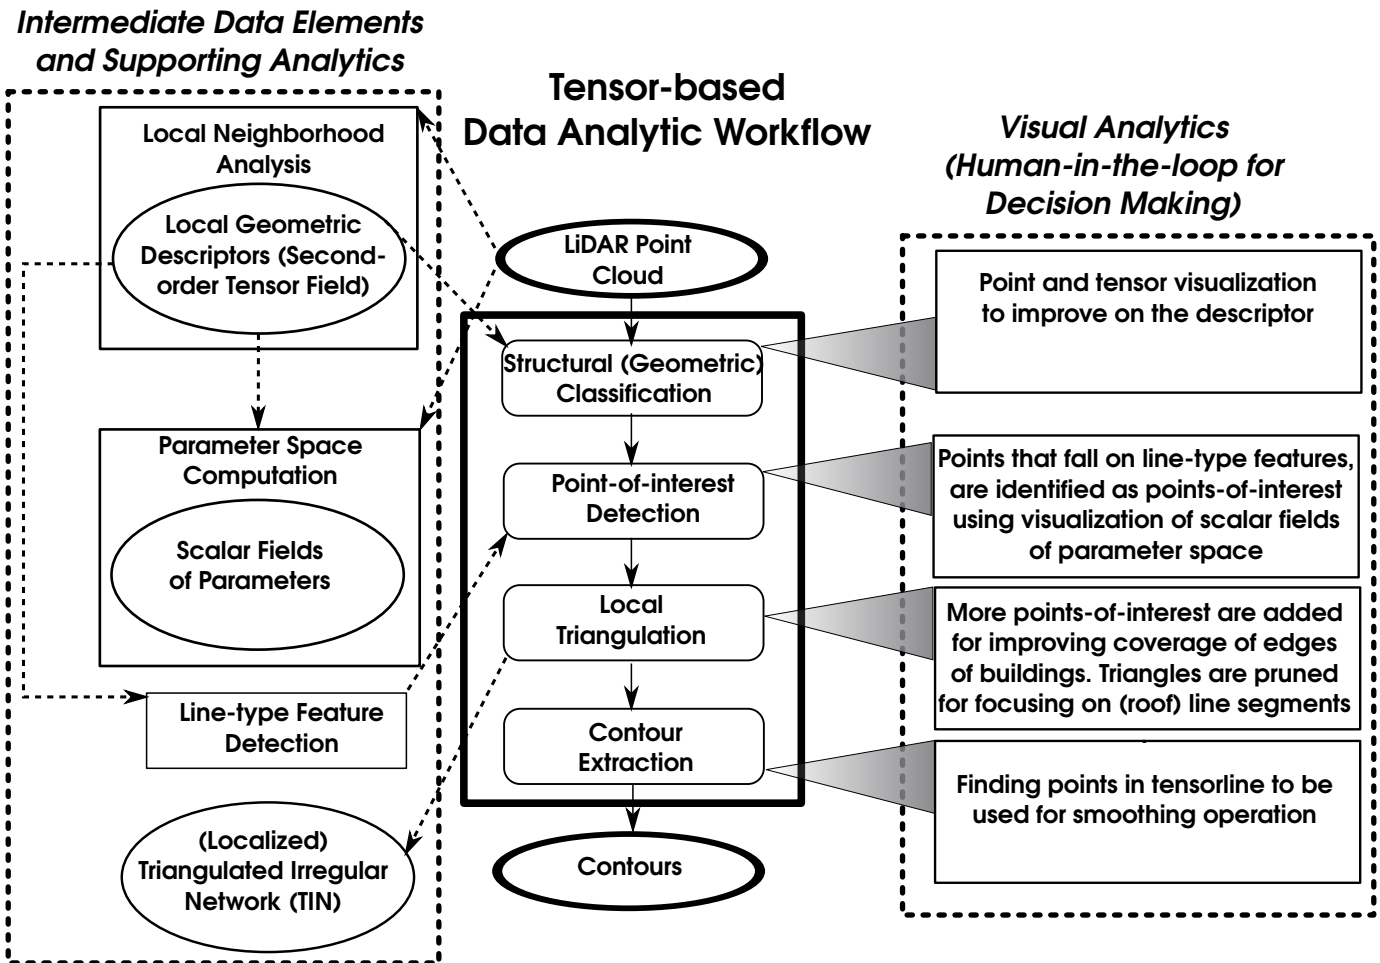 Intermediate Data Elements
and Supporting Analytics
Local Neighborhood
Analysis
Local Geometric
Descriptors (Second-
order Tensor Field)
Parameter Space
Computation
Scalar Fields
of Parameters
Line-type Feature
Detection
(Localized)
Triangulated Irregular
Network (TIN)
Tensor-based
Data Analytic Workflow
LiDAR Point
Cloud
Structural (Geometric)
Classification
Point-of-interest
Detection
Local
Triangulation
Contour
Extraction
Contours
Visual Analytics
(Human-in-the-loop for
Decision Making)
Point and tensor visualization
to improve on the descriptor
Points that fall on line-type features,
are identified as points-of-interest
using visualization of scalar fields
of parameter space
More points-of-interest are added
for improving coverage of edges
of buildings. Triangles are pruned
for focusing on (roof) line segments
Finding points in tensorline to be
used for smoothing operation